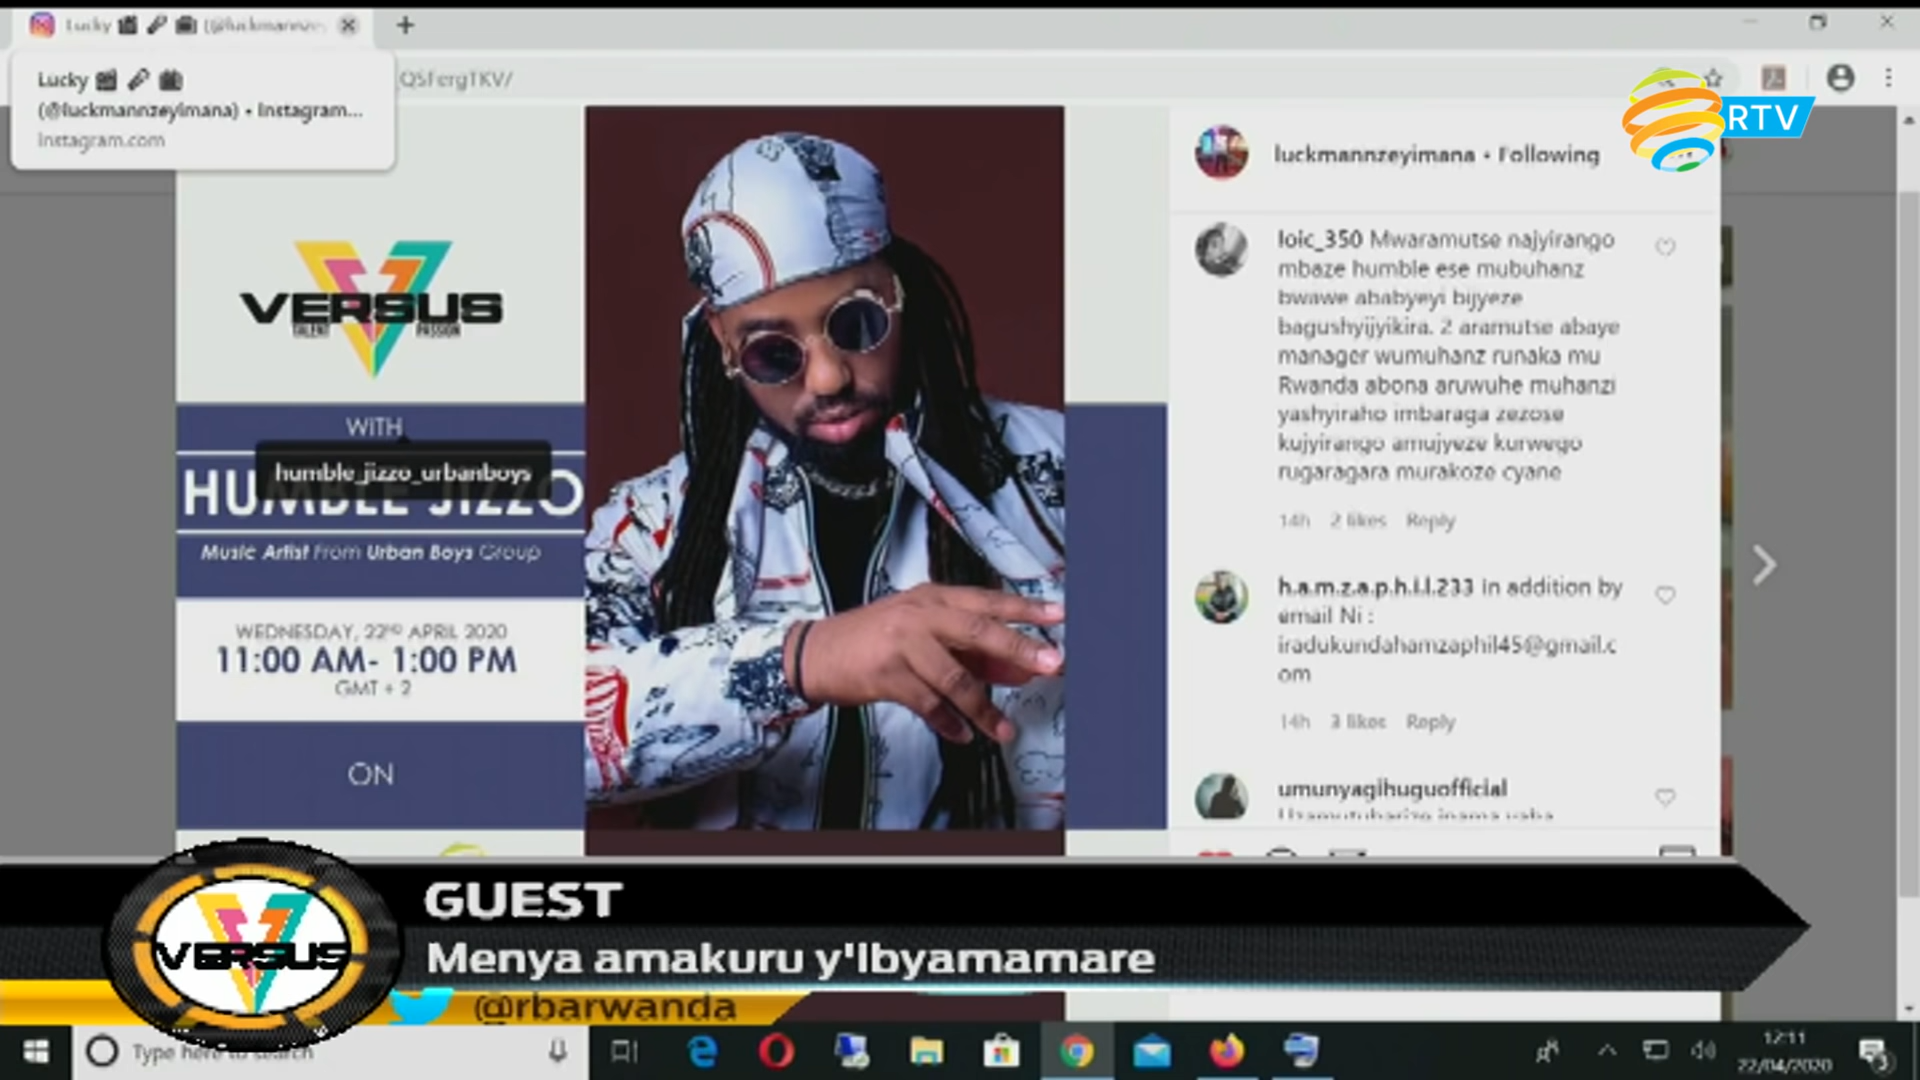 Lucky
(@luckmannzeyimana) • Instagram...
instagram.com
QSFergTKV/
RTV
luckmannzeyimana • Following
VERSUS
TALENT PASSION
WITH
humble_jizzo_urbanboys
HUMBLE JIZZO
Music Artist From Urban Boys Group
WEDNESDAY, 22ND APRIL 2020
11:00 AM- 1:00 PM
GMT + 2
ON
loic_350 Mwaramutse najyirango
mbaze humble ese mubuhanz
bwawe ababyeyi bijyeze
bagushyijyikira. 2 aramutse abaye
manager wumuhanz runaka mu
Rwanda abona aruwuhe muhanzi
yashyiraho imbaraga zezose
kujyirango amujyeze kurwego
rugaragara murakoze cyane
14h 2 likes Reply
h.a.m.z.a.p.h.i.l.233 In addition by
email Ni :
iradukundahamzaphil45@gmail.c
om
14h 3 likes Reply
umunyagihuguofficial
GUEST
Menya amakuru y'Ibyamamare
VERSUS
@rbarwanda
Type here to search
12:11
22/04/2020
3